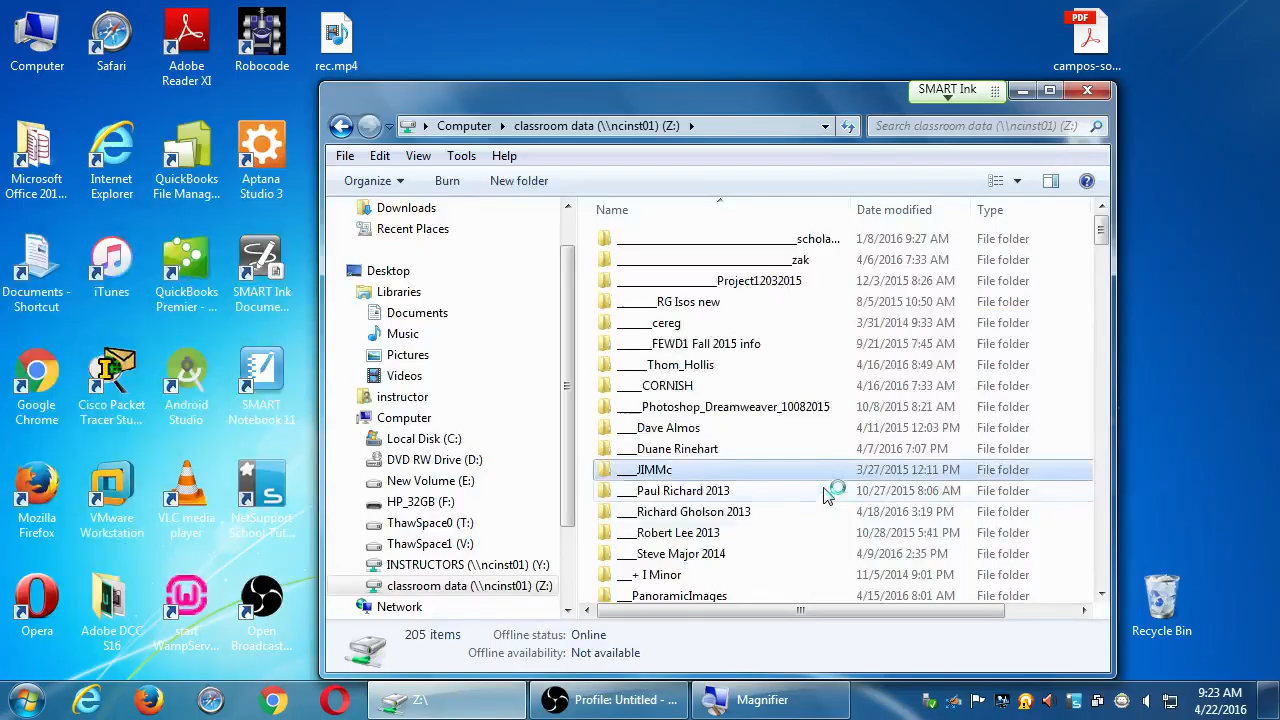 Computer
Safari
Adobe
Reader XI
Robocode
rec.mp4
PDF
campos-so...
Microsoft
Office 201...
Internet
Explorer
QuickBooks
File Manag...
Aptana
Studio 3
Documents -
Shortcut
iTunes
QuickBooks
Premier - ...
SMART Ink
Docume...
Google
Chrome
Cisco Packet
Tracer Stu...
Android
Studio
SMART
Notebook 11
Mozilla
Firefox
VMware
Workstation
VLC media
player
NetSupport
School Tut...
Opera
Adobe DCC
S16
start
WampServ...
Open
Broadcast...
Recycle Bin
SMART Ink
Computer
classroom data (\\ncinst01) (Z:)
Search classroom data (\\ncinst01) (Z:)
File Edit View Tools Help
Organize Burn New folder
Downloads
Recent Places
Desktop
Libraries
Documents
Music
Pictures
Videos
instructor
Computer
Local Disk (C:)
DVD RW Drive (D:)
New Volume (E:)
HP_32GB (F:)
ThawSpace0 (T:)
ThawSpace1 (V:)
INSTRUCTORS (\\ncinst01) (Y:)
classroom data (\\ncinst01) (Z:)
Network
Name Date modified Type
___________________________schola... 1/8/2016 9:27 AM File folder
__________________________zak 4/6/2016 7:33 AM File folder
_______________Project12032015 12/3/2015 8:26 AM File folder
______RG Isos new 8/5/2015 10:50 AM File folder
_____cereg 3/31/2014 9:33 AM File folder
_____FEWD1 Fall 2015 info 9/21/2015 7:45 AM File folder
____Thom_Hollis 4/16/2016 8:49 AM File folder
____CORNISH 4/16/2016 7:33 AM File folder
____Photoshop_Dreamweaver_10082015 10/8/2015 8:21 AM File folder
___Dave Almos 4/11/2015 12:03 PM File folder
___Duane Rinehart 4/7/2016 7:07 PM File folder
___JIMMc 3/27/2015 12:11 PM File folder
___Paul Richard 2013 10/27/2015 8:06 AM File folder
___Richard Gholson 2013 4/18/2016 3:19 PM File folder
___Robert Lee 2013 10/28/2015 5:41 PM File folder
___Steve Major 2014 4/9/2016 2:35 PM File folder
__+ I Minor 11/5/2014 9:01 PM File folder
__PanoramicImages 4/15/2016 8:01 AM File folder
205 items Offline status: Online
Offline availability: Not available
Z:\
Profile: Untitled - ...
Magnifier
9:23 AM
4/22/2016